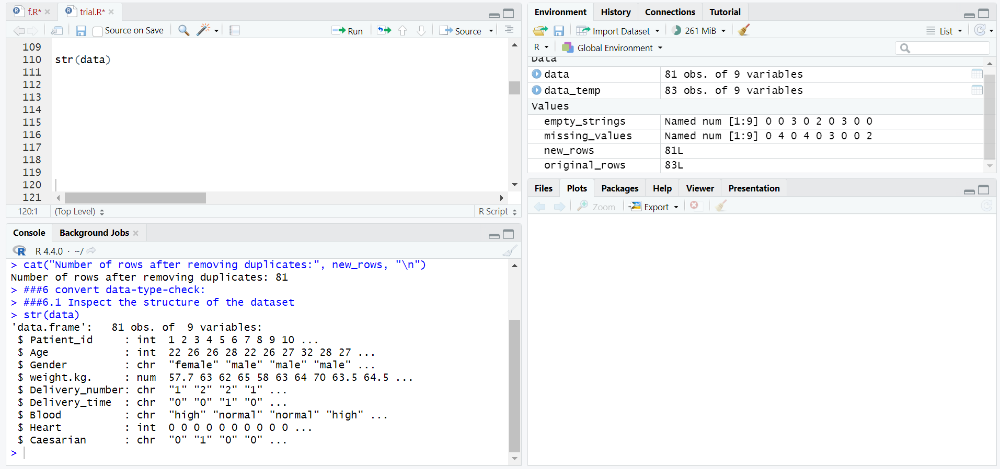 f.R*
trial.R*
Source on Save
Run
Source
109
110 str(data)
111
112
113
114
115
116
117
118
119
120
121
120:1 (Top Level) R Script
Console Background Jobs
R 4.4.0 · ~/
> cat("Number of rows after removing duplicates:", new_rows, "\n")
Number of rows after removing duplicates: 81
> ###6 convert data-type-check:
> ###6.1 Inspect the structure of the dataset
> str(data)
'data.frame':   81 obs. of  9 variables:
 $ Patient_id     : int  1 2 3 4 5 6 7 8 9 10 ...
 $ Age            : int  22 26 26 28 22 26 27 32 28 27 ...
 $ Gender         : chr  "female" "male" "male" "male" ...
 $ weight.kg.     : num  57.7 63 62 65 58 63 64 70 63.5 64.5 ...
 $ Delivery_number: chr  "1" "2" "2" "1" ...
 $ Delivery_time  : chr  "0" "0" "1" "0" ...
 $ Blood          : chr  "high" "normal" "normal" "high" ...
 $ Heart          : int  0 0 0 0 0 0 0 0 0 0 ...
 $ Caesarian      : chr  "0" "1" "0" "0" ...
>
Environment History Connections Tutorial
Import Dataset 261 MiB List
R Global Environment
Data
data 81 obs. of 9 variables
data_temp 83 obs. of 9 variables
Values
empty_strings Named num [1:9] 0 0 3 0 2 0 3 0 0
missing_values Named num [1:9] 0 4 0 4 0 3 0 0 2
new_rows 81L
original_rows 83L
Files Plots Packages Help Viewer Presentation
Zoom Export